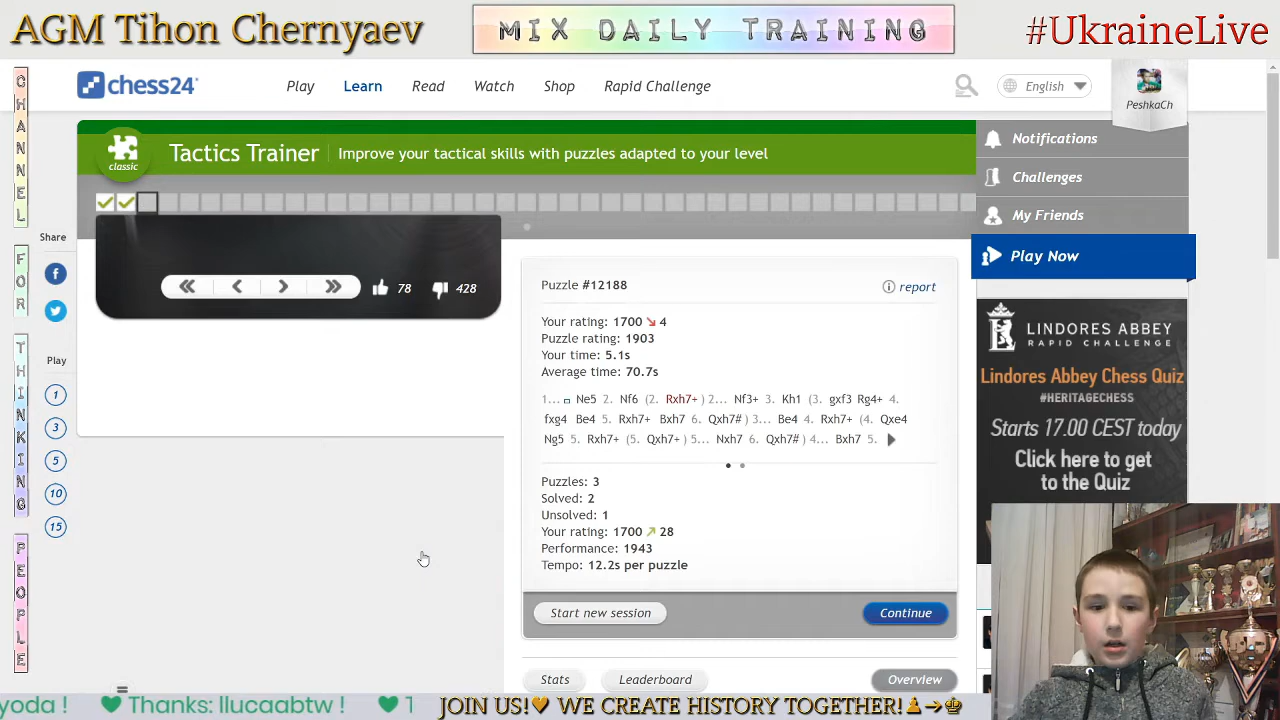 AGM Tihon Chernyaev
MIX DAILY TRAINING
#UkraineLive
CHANNEL FOR THINKING PEOPLE
chess24
Play
Learn
Read
Watch
Shop
Rapid Challenge
English
PeshkaCh
classic
Tactics Trainer
Improve your tactical skills with puzzles adapted to your level
Notifications
Challenges
My Friends
Play Now
Share
78
428
Play
1
3
5
10
15
Puzzle #12188
report
Your rating: 1700 4
Puzzle rating: 1903
Your time: 5.1s
Average time: 70.7s
1... Ne5 2. Nf6 (2. Rxh7+ ) 2... Nf3+ 3. Kh1 (3. gxf3 Rg4+ 4.
fxg4 Be4 5. Rxh7+ Bxh7 6. Qxh7# ) 3... Be4 4. Rxh7+ (4. Qxe4
Ng5 5. Rxh7+ (5. Qxh7+ ) 5... Nxh7 6. Qxh7# ) 4... Bxh7 5.
Puzzles: 3
Solved: 2
Unsolved: 1
Your rating: 1700 28
Performance: 1943
Tempo: 12.2s per puzzle
Start new session
Continue
Stats
Leaderboard
Overview
LINDORES ABBEY
RAPID CHALLENGE
Lindores Abbey Chess Quiz
#HERITAGECHESS
Starts 17.00 CEST today
Click here to get
to the Quiz
yoda !
Thanks: llucaabtw !
JOIN US! WE CREATE HISTORY TOGETHER!